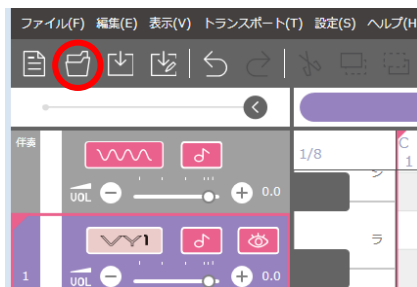 ファイル(F) 編集(E) 表示(V) トランスポート(T) 設定(S) ヘルプ(H
伴奏
1/8
C
1
シ
VOL
0.0
VY1
ラ
1
VOL
0.0